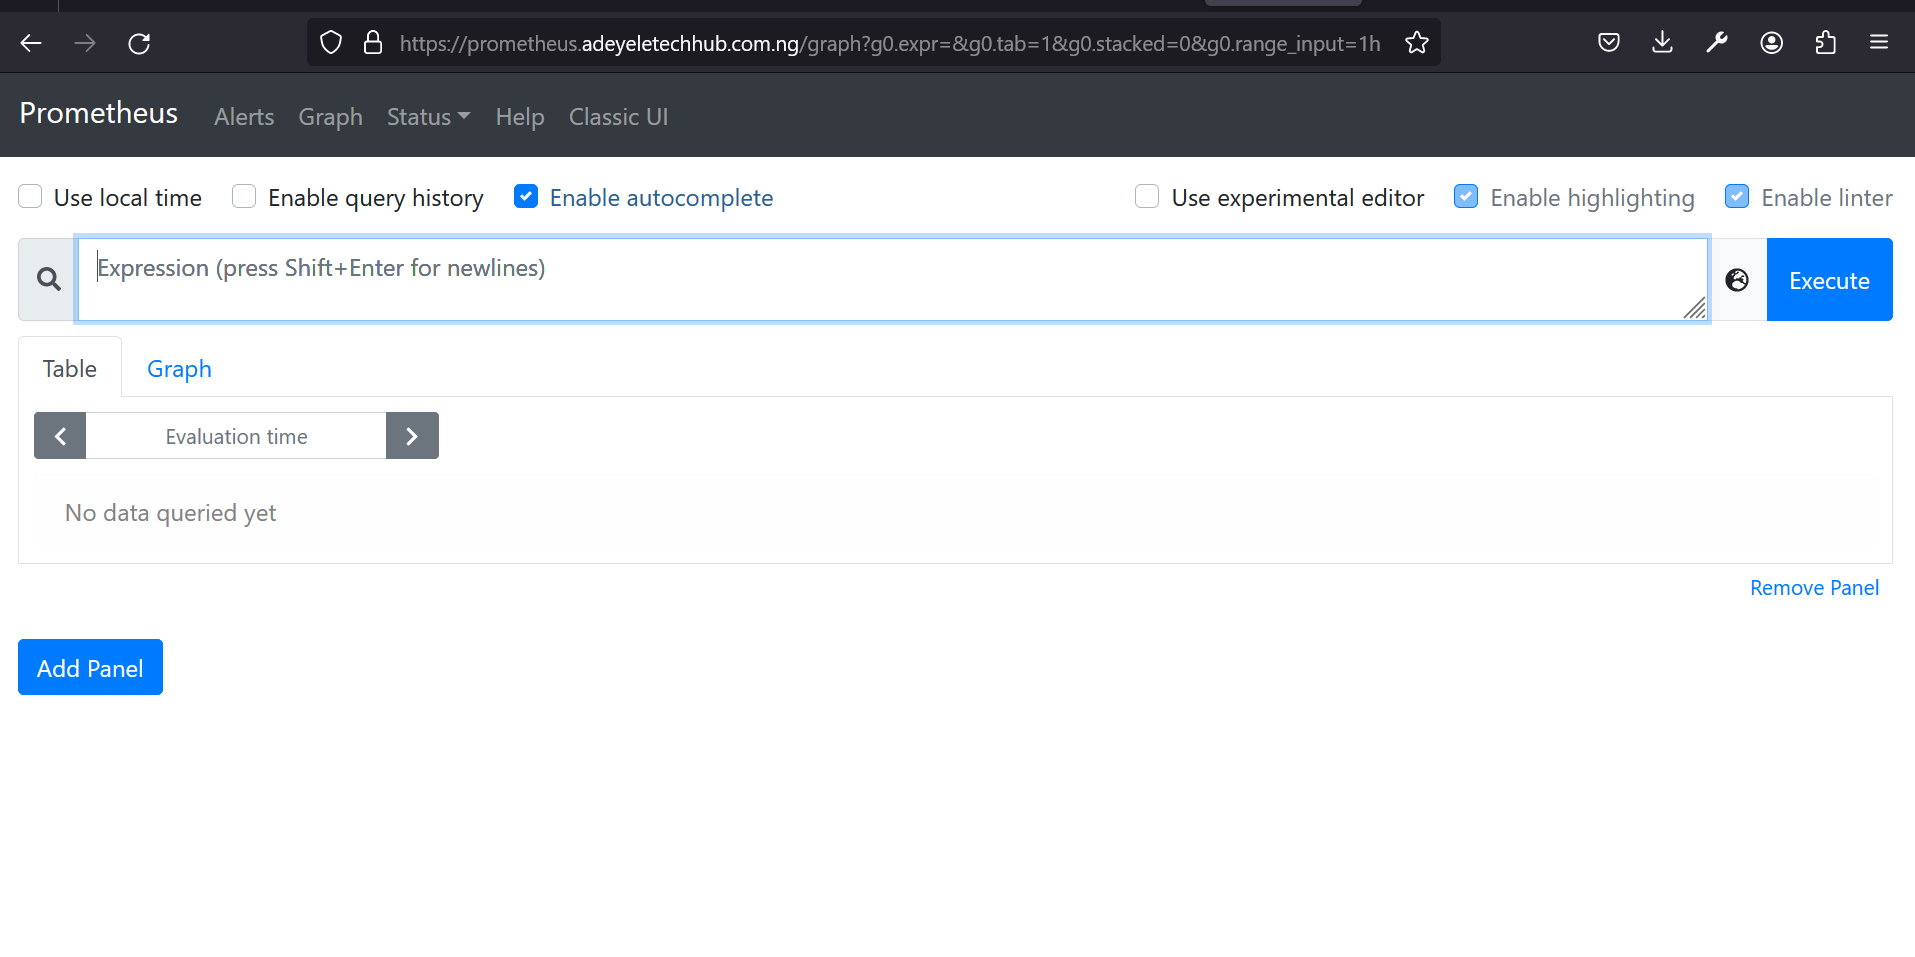 https://prometheus.adeyeletechhub.com.ng/graph?g0.expr=&g0.tab=1&g0.stacked=0&g0.range_input=1h
Prometheus Alerts Graph Status Help Classic UI
Use local time Enable query history Enable autocomplete Use experimental editor Enable highlighting Enable linter
Expression (press Shift+Enter for newlines) Execute
Table Graph
Evaluation time
No data queried yet
Remove Panel
Add Panel